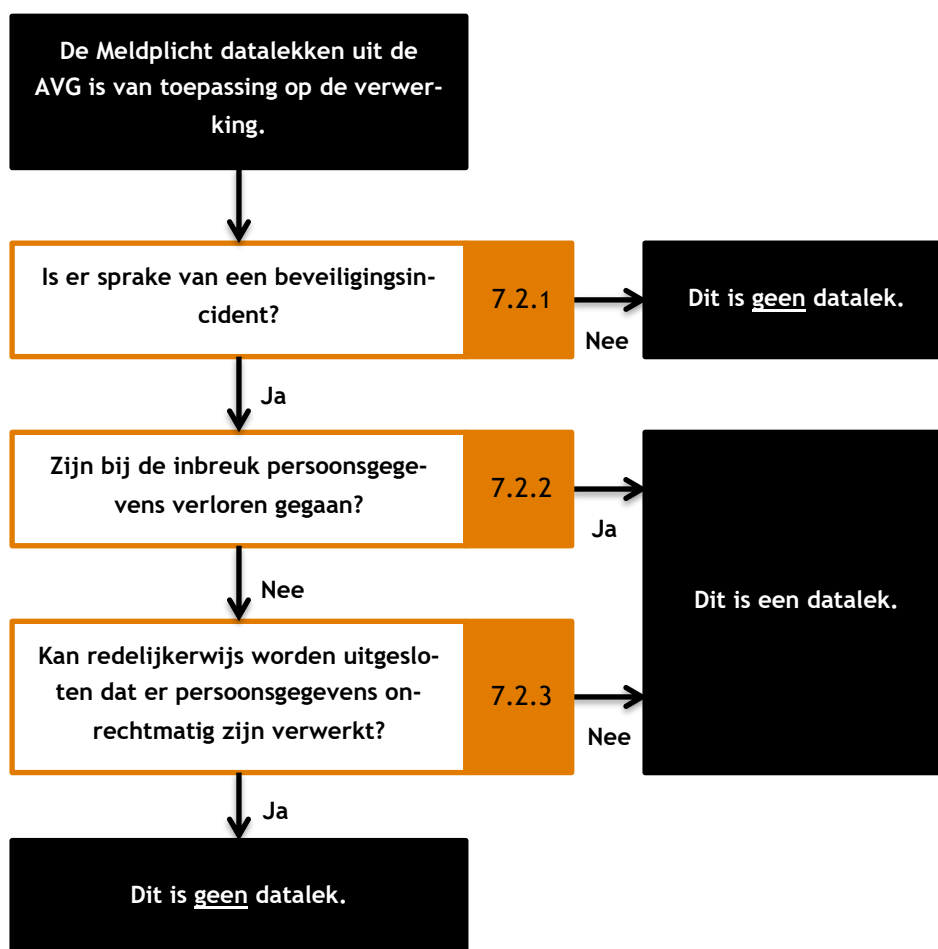 De Meldplicht datalekken uit de
AVG is van toepassing op de verwer-
king.
Is er sprake van een beveiligingsin-
cident?
7.2.1
Nee
Dit is geen datalek.
Ja
Zijn bij de inbreuk persoonsgege-
vens verloren gegaan?
7.2.2
Ja
Dit is een datalek.
Nee
Kan redelijkerwijs worden uitgeslo-
ten dat er persoonsgegevens on-
rechtmatig zijn verwerkt?
7.2.3
Nee
Ja
Dit is geen datalek.